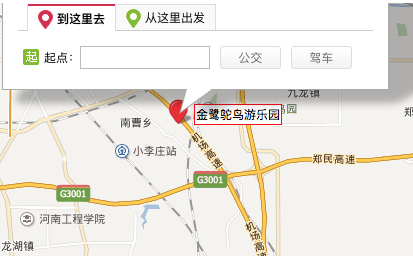 到这里去
从这里出发
起
起点：
公交
驾车
九龙镇
金鹭鸵鸟游乐园
鸟园
南曹乡
小李庄站
机场高速
郑民高速
G3001
G3001
河南工程学院
机场高速
龙湖镇